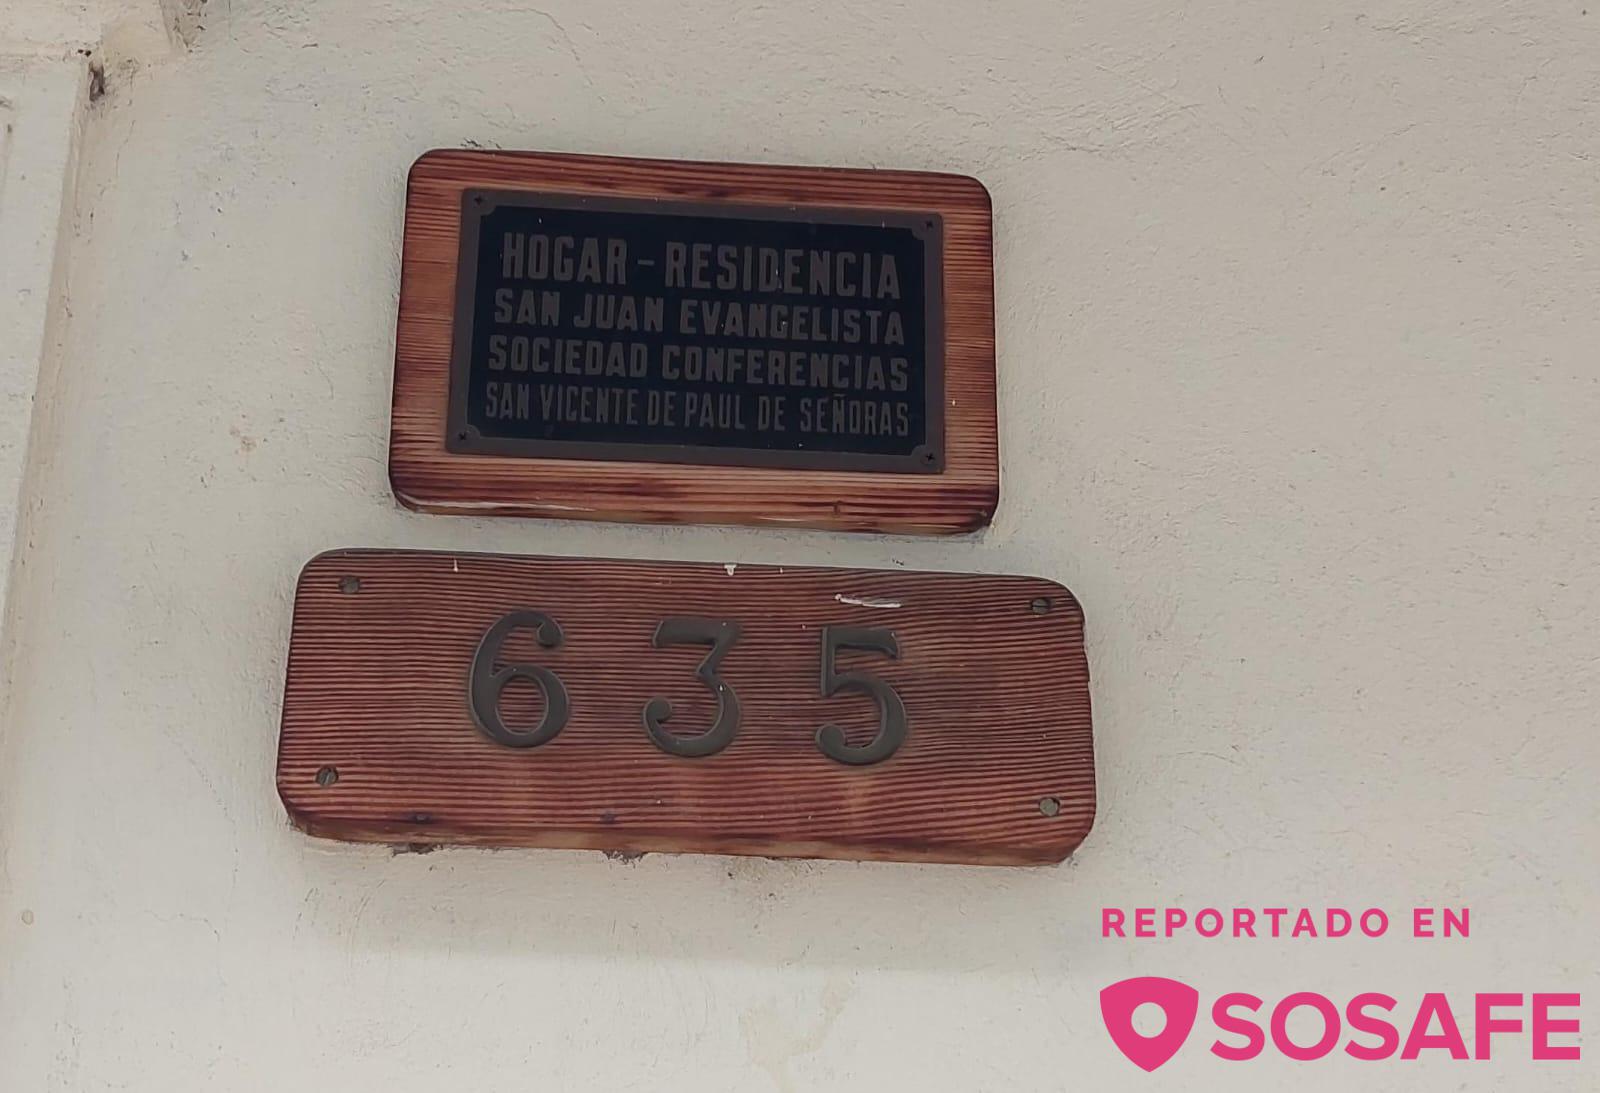 HOGAR - RESIDENCIA
SAN JUAN EVANGELISTA
SOCIEDAD CONFERENCIAS
SAN VICENTE DE PAUL DE SEÑORAS
635
REPORTADO EN
SOSAFE